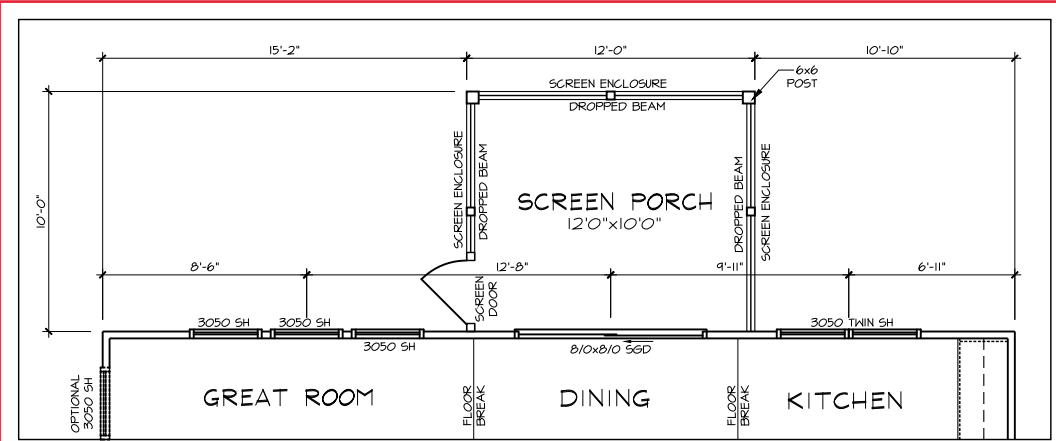 15'-2"
12'-0"
10'-10"
6x6
POST
SCREEN ENCLOSURE
DROPPED BEAM
10'-0"
SCREEN ENCLOSURE
DROPPED BEAM
SCREEN PORCH
12'0"x10'0"
DROPPED BEAM
SCREEN ENCLOSURE
8'-6"
12'-8"
9'-11"
6'-11"
SCREEN
DOOR
3050 SH
3050 SH
3050 SH
8/0x8/0 SGD
3050 TWIN SH
OPTIONAL
3050 SH
GREAT ROOM
FLOOR
BREAK
DINING
FLOOR
BREAK
KITCHEN